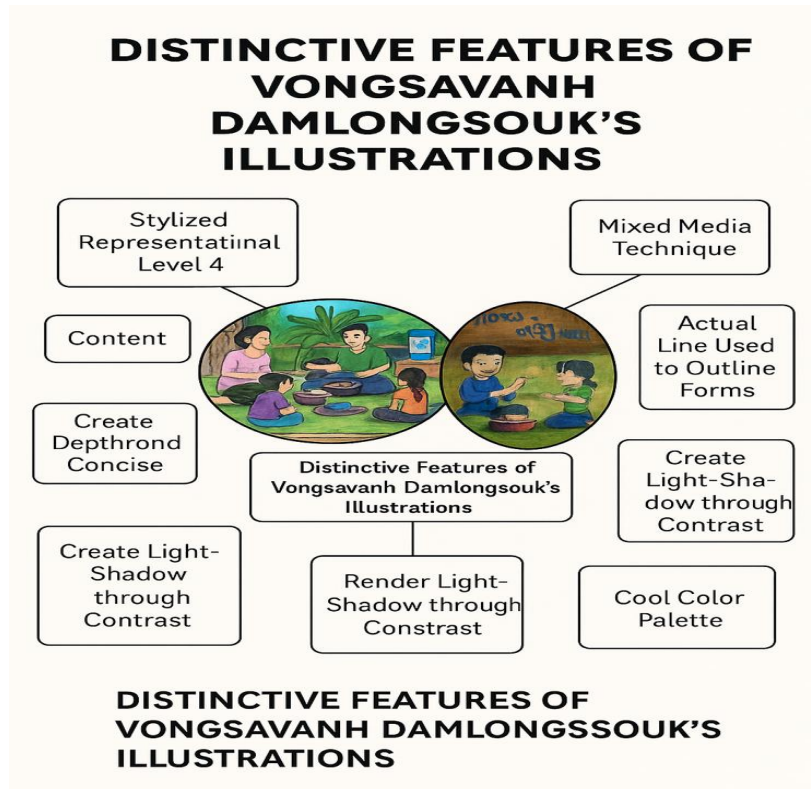 DISTINCTIVE FEATURES OF
VONGSAVANH
DAMLONGSOUK'S
ILLUSTRATIONS
Stylized
Representatiınal
Level 4
Mixed Media
Technique
Content
Actual
Line Used
to Outline
Forms
Create
Depthrond
Concise
Distinctive Features of
Vongsavanh Damlongsouk's
Illustrations
Create
Light-Sha-
dow through
Contrast
Create Light-
Shadow
through
Contrast
Render Light-
Shadow through
Constrast
Cool Color
Palette
DISTINCTIVE FEATURES OF
VONGSAVANH DAMLONGSSOUK'S
ILLUSTRATIONS